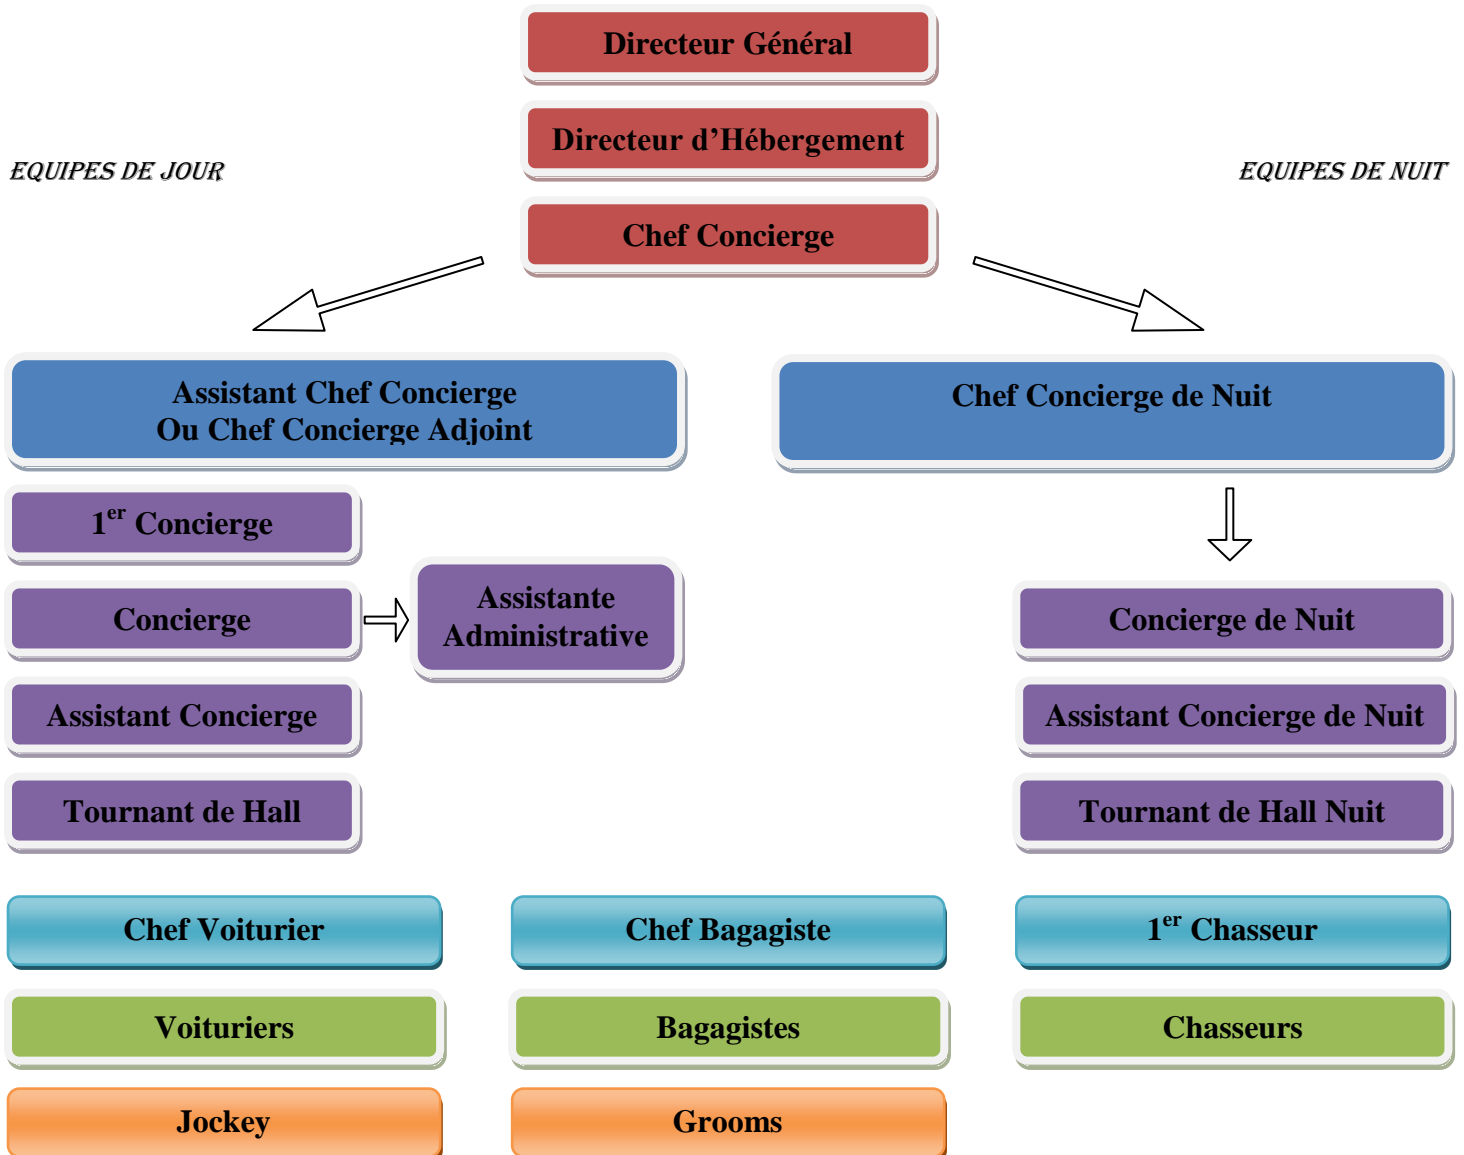 Directeur Général
Directeur d’Hébergement
EQUIPES DE JOUR
EQUIPES DE NUIT
Chef Concierge
Assistant Chef Concierge
Ou Chef Concierge Adjoint
Chef Concierge de Nuit
1er Concierge
Concierge
Assistante
Administrative
Concierge de Nuit
Assistant Concierge
Assistant Concierge de Nuit
Tournant de Hall
Tournant de Hall Nuit
Chef Voiturier
Chef Bagagiste
1er Chasseur
Voituriers
Bagagistes
Chasseurs
Jockey
Grooms